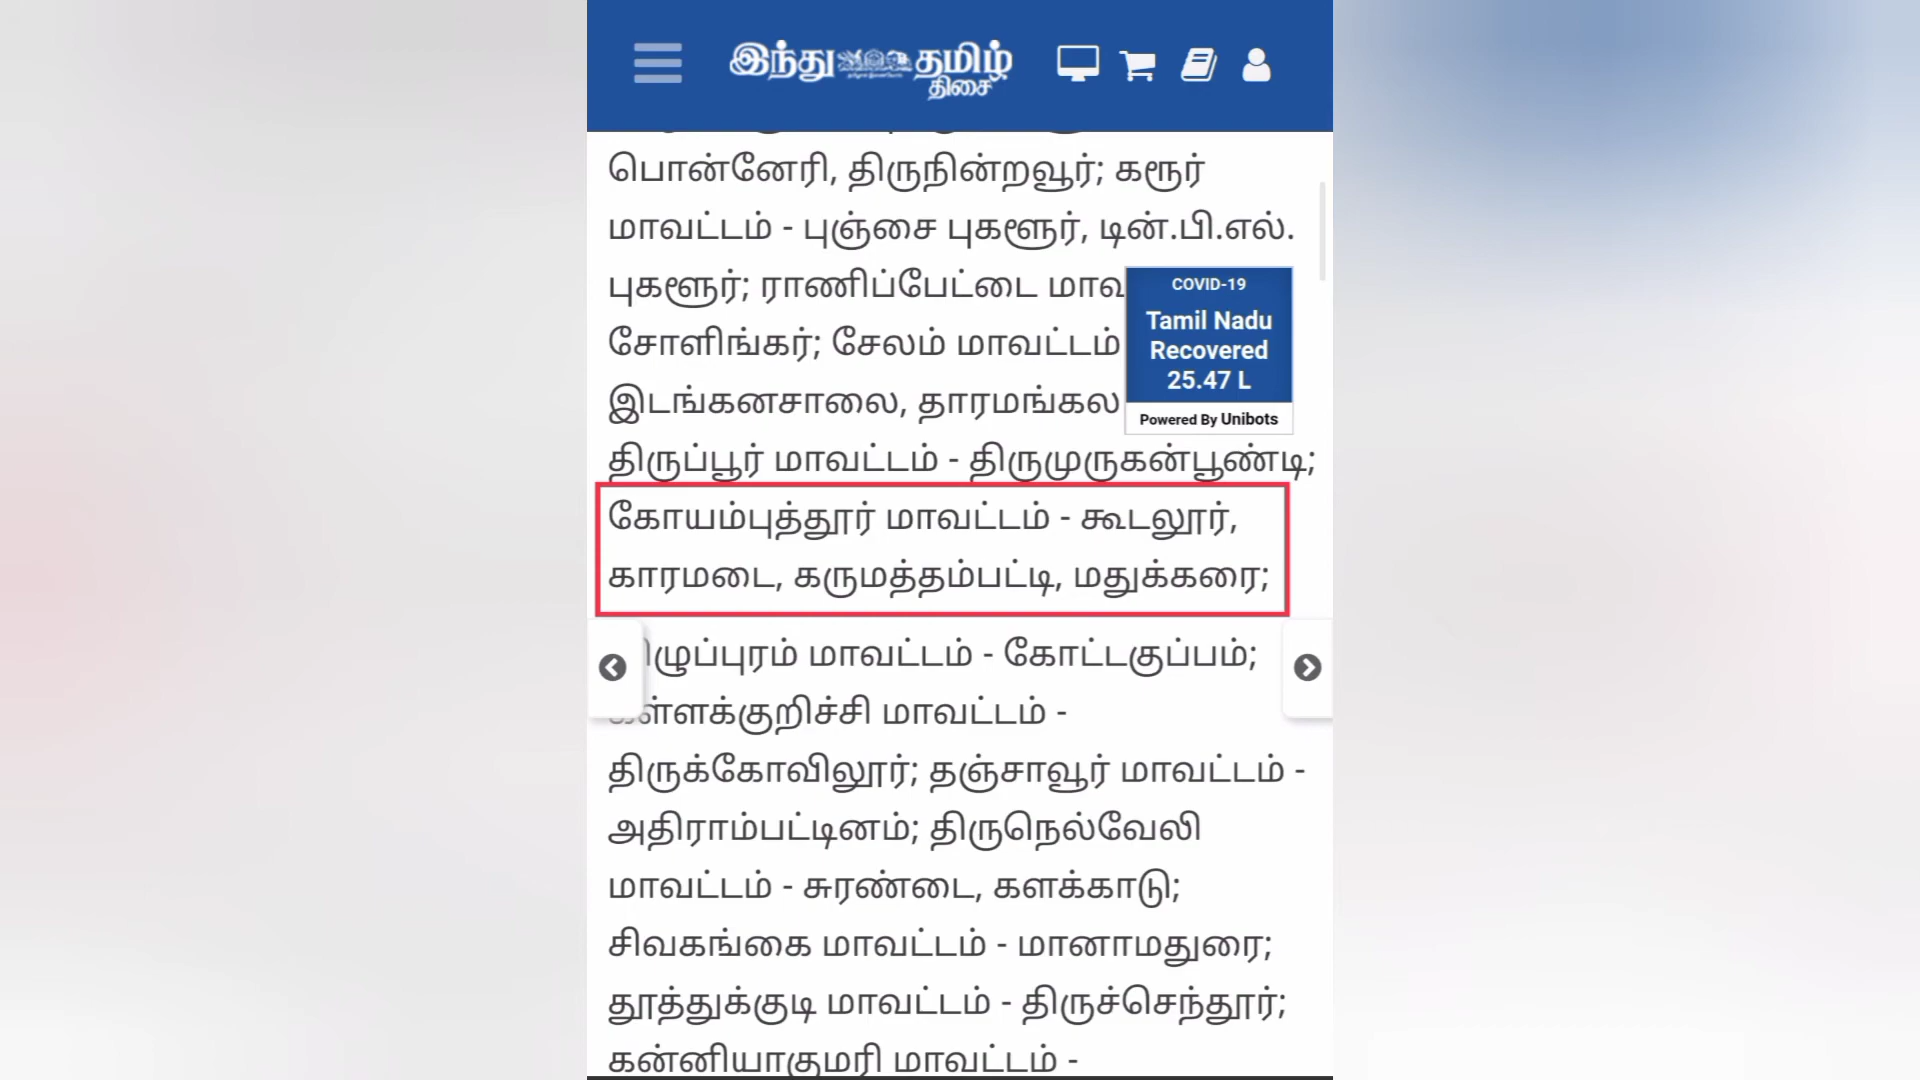 இந்து தமிழ்
திசை
பொன்னேரி, திருநின்றவூர்; கரூர்
மாவட்டம் - புஞ்சை புகளூர், டின்.பி.எல்.
புகளூர்; ராணிப்பேட்டை
சோளிங்கர்; சேலம் மாவட்டம்
இடங்கனசாலை,
COVID-19
Tamil Nadu
Recovered
25.47 L
Powered By Unibots
திருப்பூர் மாவட்டம் - திருமுருகன்பூண்டி;
கோயம்புத்தூர் மாவட்டம் - கூடலூர்,
காரமடை, கருமத்தம்பட்டி, மதுக்கரை;
மாவட்டம் - கோட்டகுப்பம்;
மாவட்டம் -
திருக்கோவிலூர்; தஞ்சாவூர் மாவட்டம் -
அதிராம்பட்டினம்; திருநெல்வேலி
மாவட்டம் - சுரண்டை, களக்காடு;
சிவகங்கை மாவட்டம் - மானாமதுரை;
தூத்துக்குடி மாவட்டம் - திருச்செந்தூர்;
கன்னியாகுமரி மாவட்டம் -